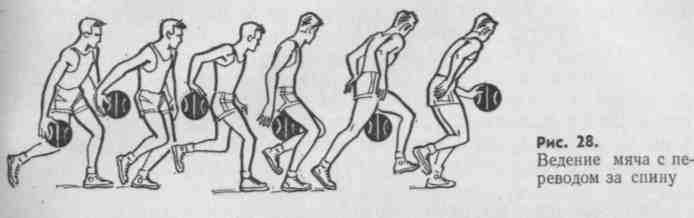 Рис. 28.
Ведение мяча с пе-
реводом за спину